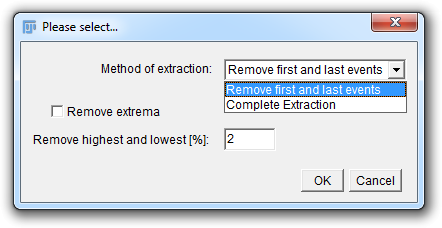 Please select...
Method of extraction: Remove first and last events
Remove first and last events
Complete Extraction
Remove extrema
Remove highest and lowest [%]: 2
OK Cancel